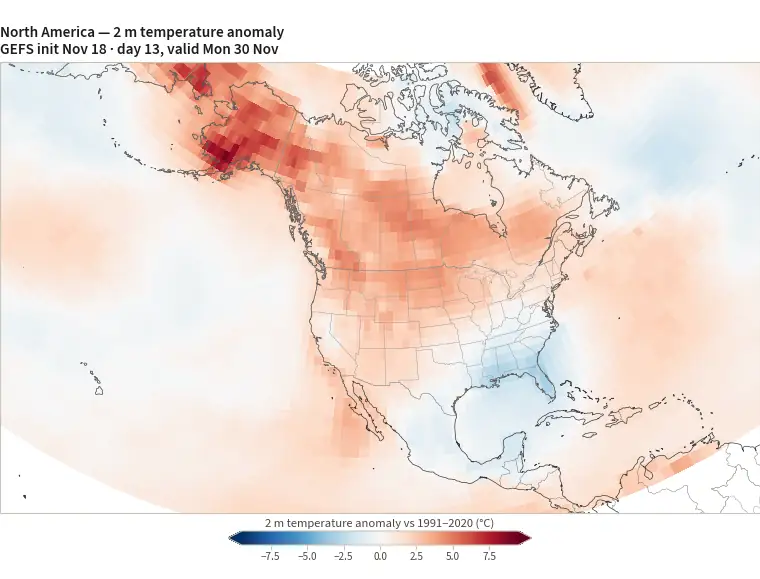 North America — 2 m temperature anomaly
GEFS init Nov 18 · day 13, valid Mon 30 Nov
2 m temperature anomaly vs 1991–2020 (°C)
−7.5 −5.0 −2.5 0.0 2.5 5.0 7.5